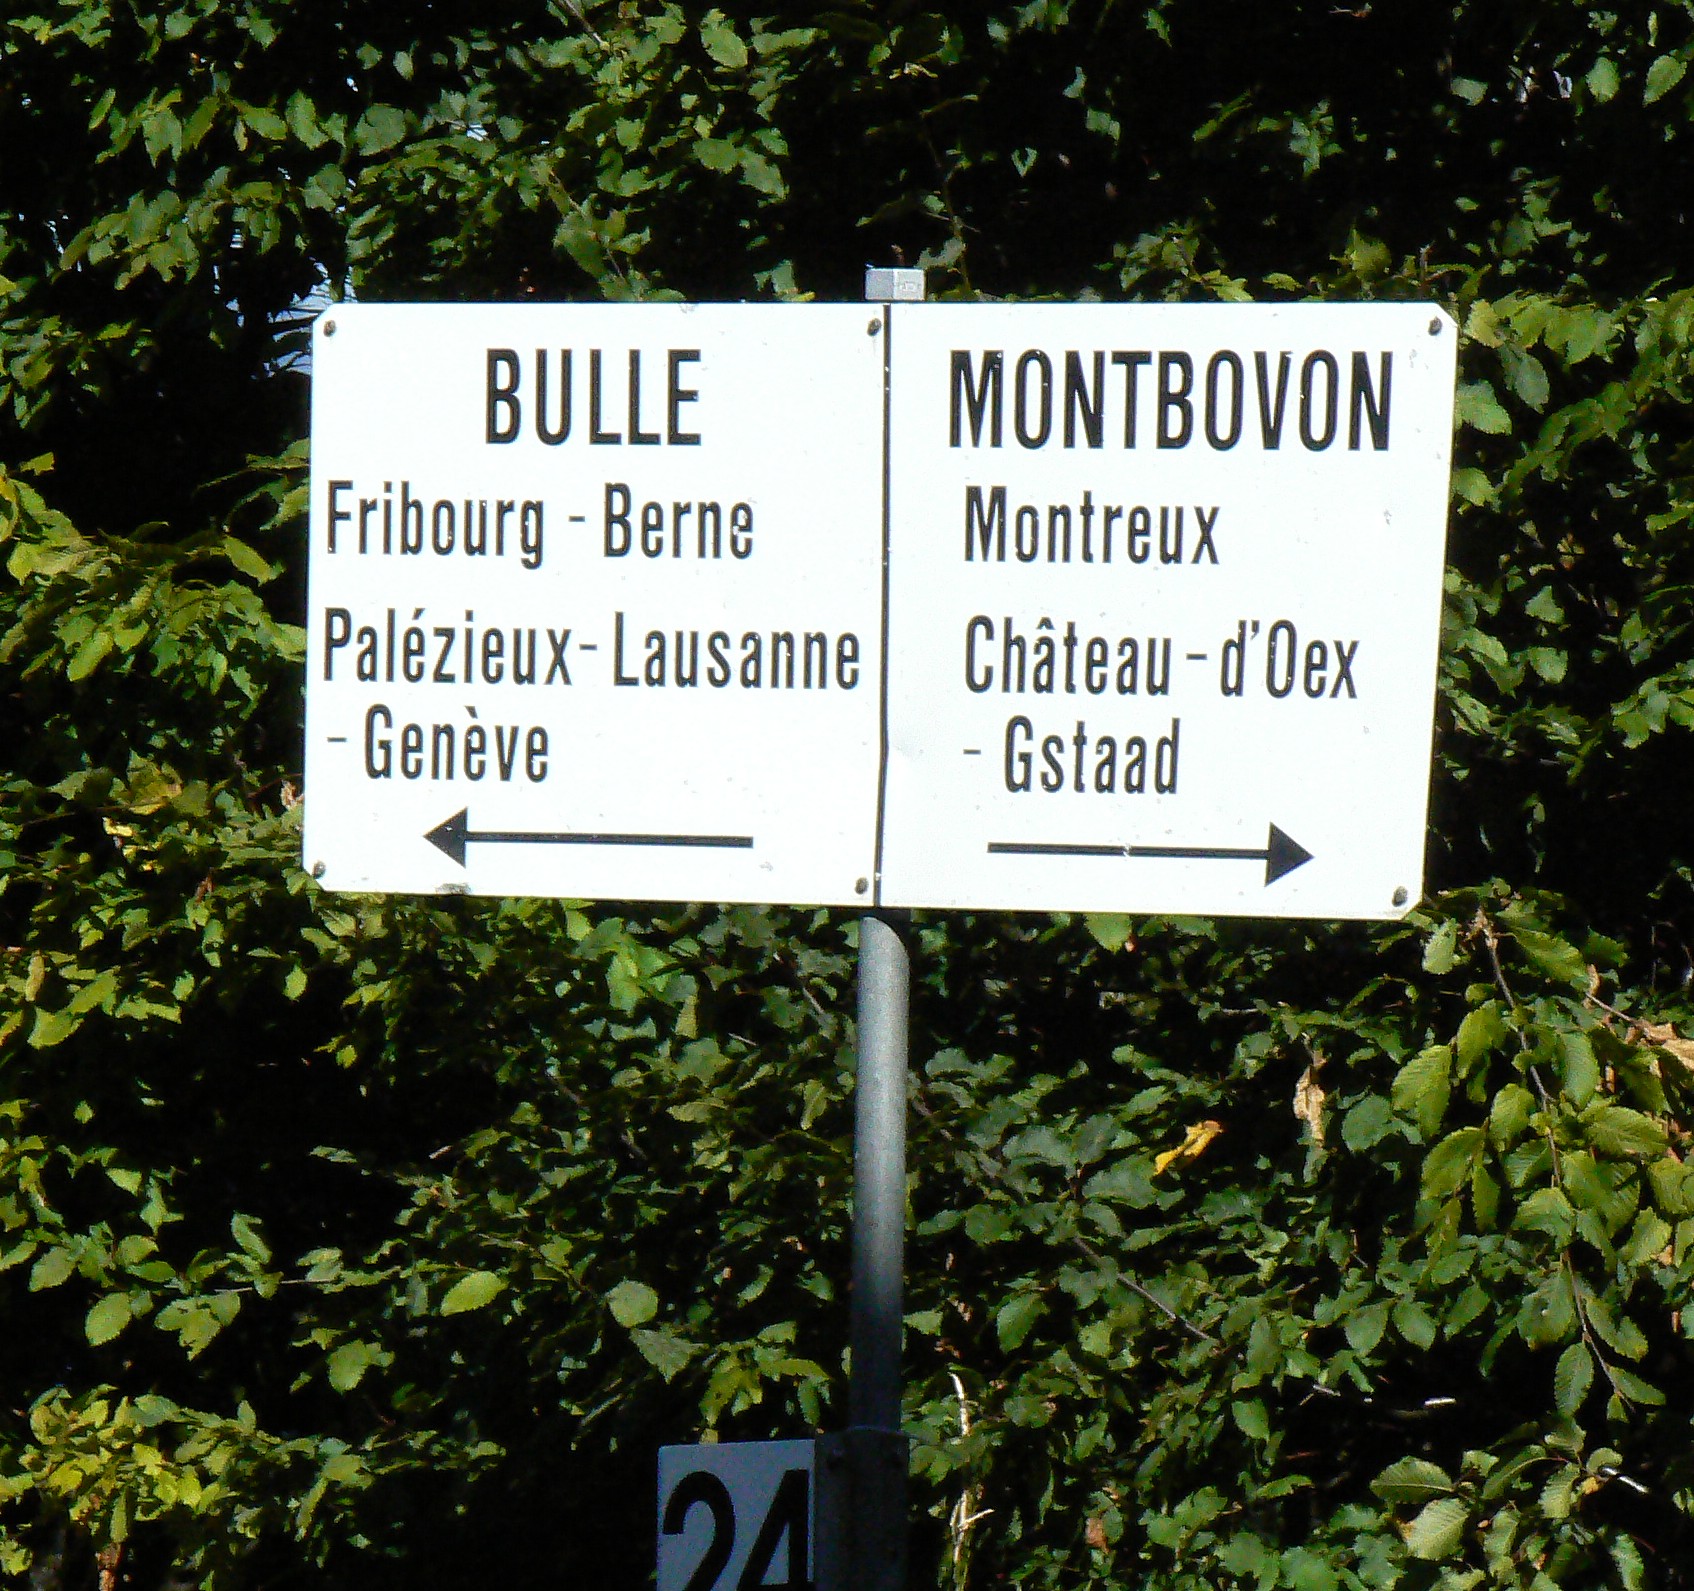 BULLE
Fribourg - Berne
Palézieux - Lausanne
- Genève
MONTBOVON
Montreux
Château - d'Oex
- Gstaad
24